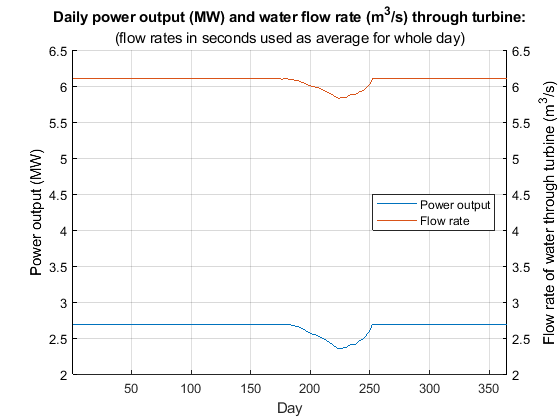 Daily power output (MW) and water flow rate (m³/s) through turbine:
(flow rates in seconds used as average for whole day)
6.5
6
5.5
5
4.5
4
3.5
3
2.5
2
Power output (MW)
6.5
6
5.5
5
4.5
4
3.5
3
2.5
2
Flow rate of water through turbine (m³/s)
Power output
Flow rate
50 100 150 200 250 300 350
Day